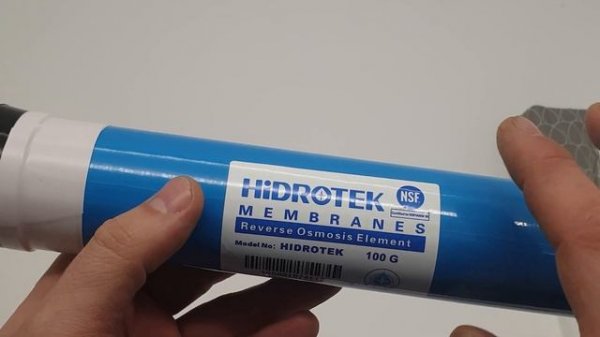 HiDROTEK
NSF
MEMBRANES
Reverse Osmosis Element
Model No: HIDROTEK 100 G